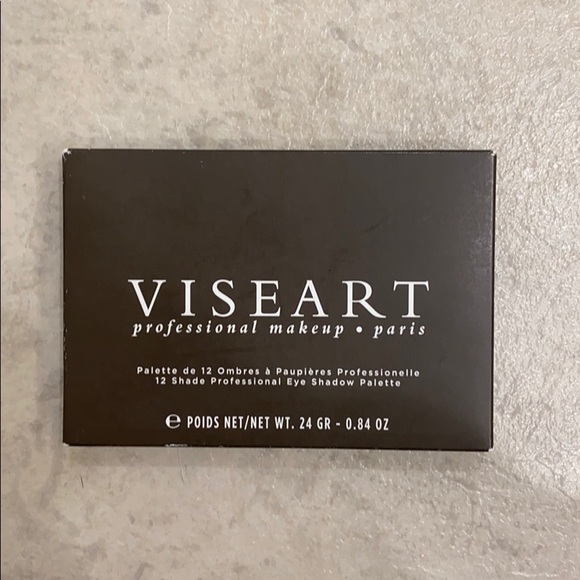 VISEART
professional makeup • paris
Palette de 12 Ombres à Paupières Professionelle
12 Shade Professional Eye Shadow Palette
℮ POIDS NET/NET WT. 24 GR - 0.84 OZ